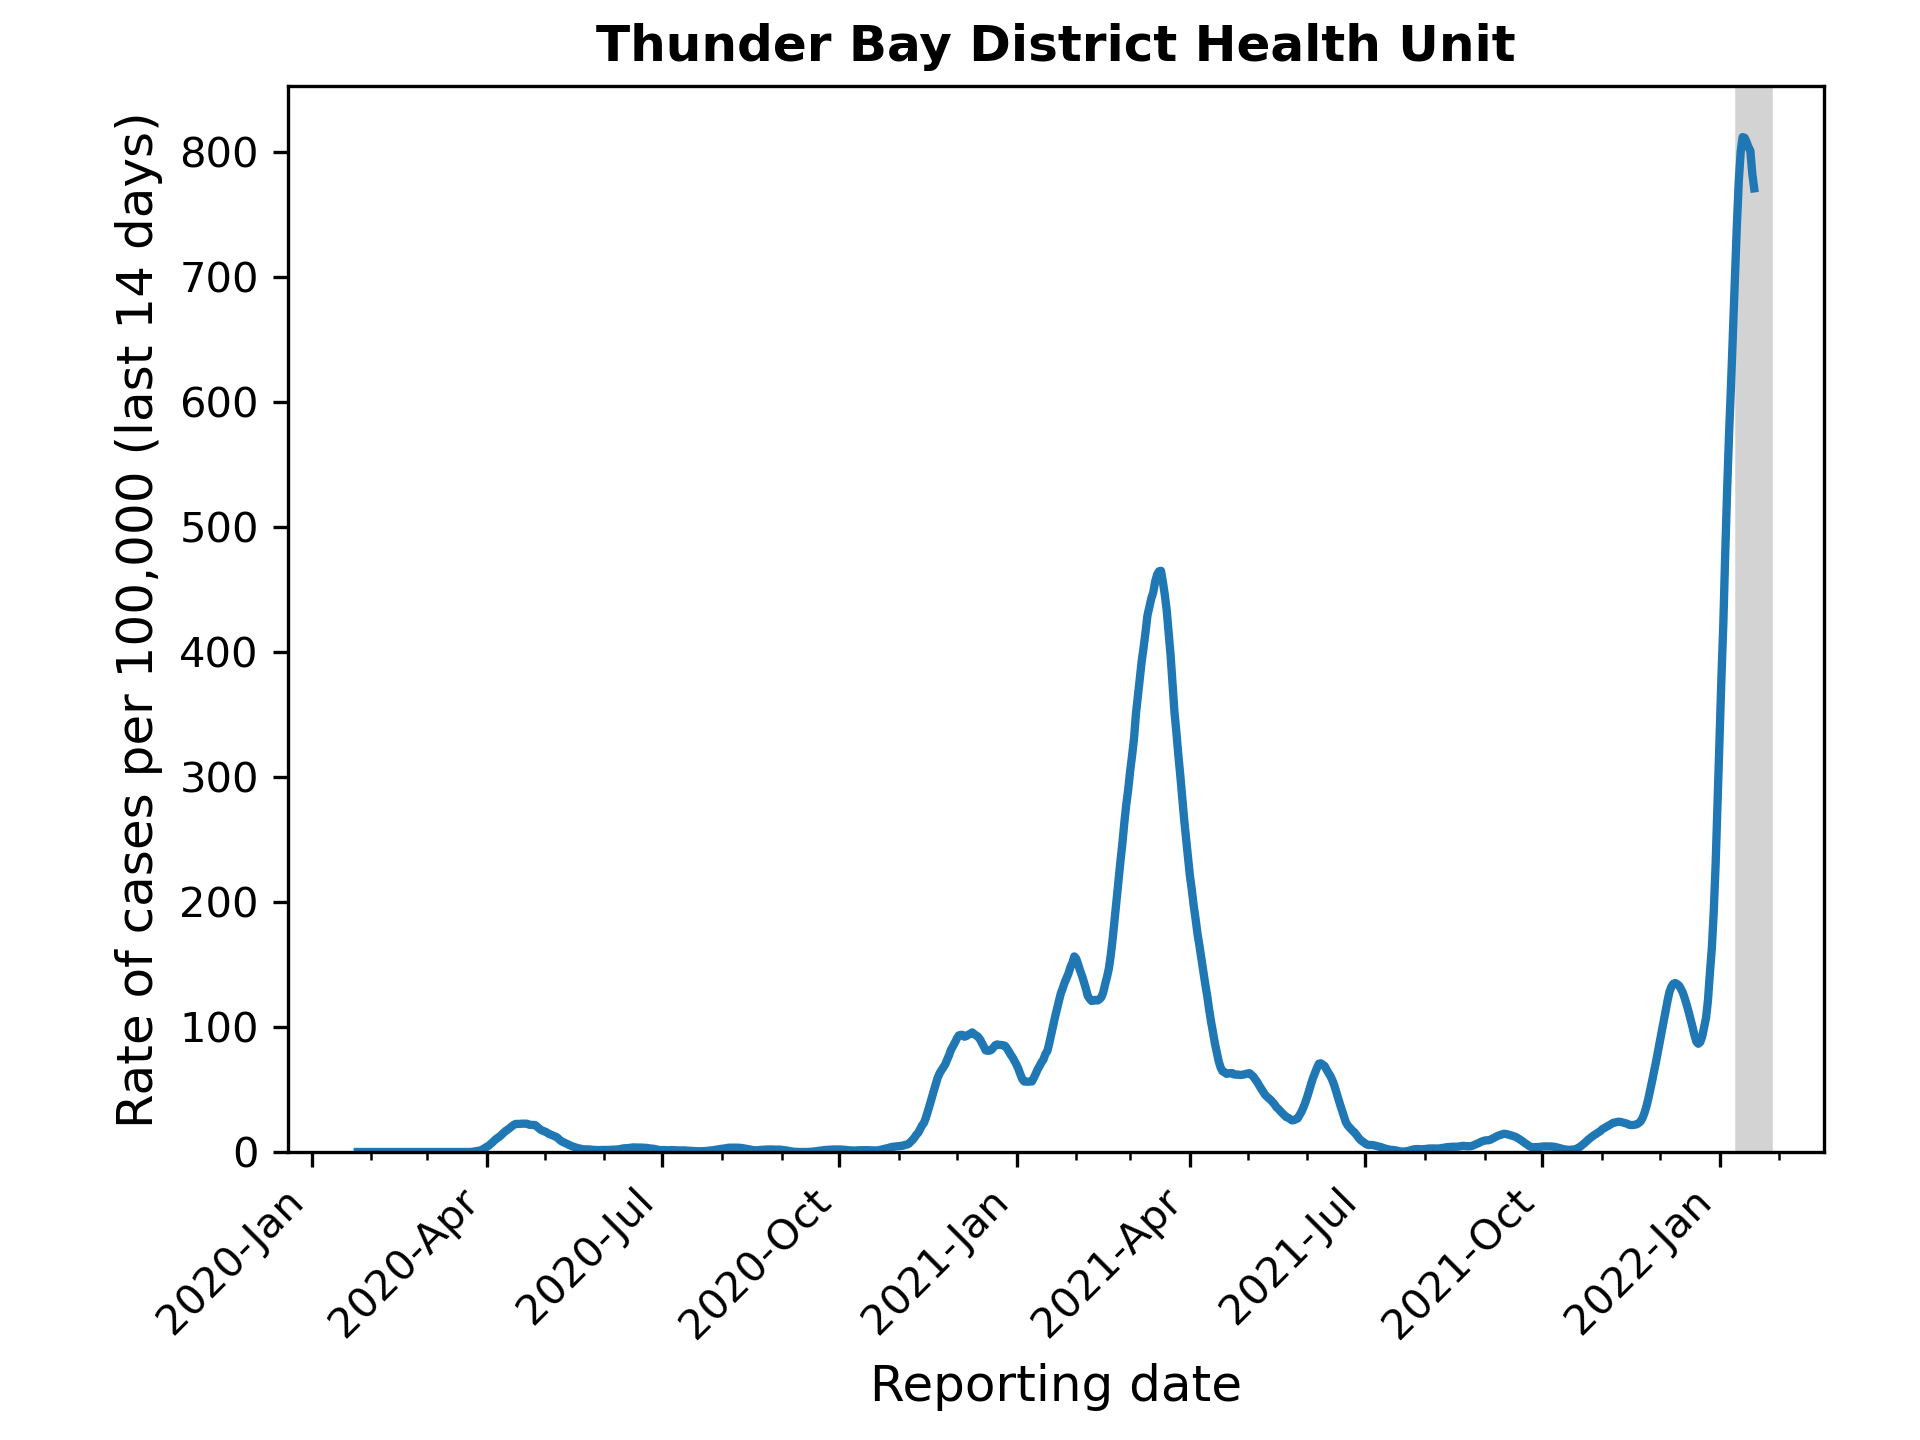 Thunder Bay District Health Unit
Rate of cases per 100,000 (last 14 days)
800
700
600
500
400
300
200
100
0
2020-Jan
2020-Apr
2020-Jul
2020-Oct
2021-Jan
2021-Apr
2021-Jul
2021-Oct
2022-Jan
Reporting date